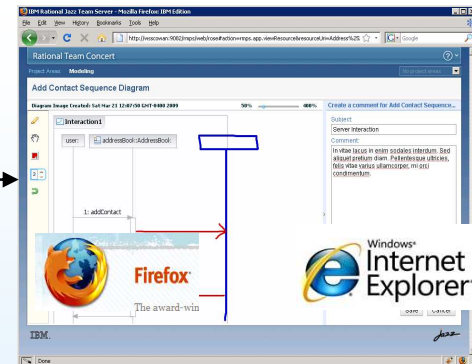 IBM Rational Jazz Team Server - Mozilla Firefox: IBM Edition
File Edit View History Bookmarks Tools Help
Google
Rational Team Concert
Project Areas Modeling
Add Contact Sequence Diagram
Diagram Image Created: Sat Mar 21 12:07:50 GMT-0400 2009
50% 400%
Create a comment for Add Contact Sequence...
Interaction1
user: addressBook:AddressBook:
1: addContact
Subject
Server Interaction
Comment:
In vitae lacus in enim sodales interdum. Sed
aliquet pretium diam. Pellentesque ultricies,
felis vitae varius ullamcorper, mi orci
condimentum.
3
Firefox
The award-win
Windows®
Internet
Explorer
Save Cancel
IBM.
jazz
Done